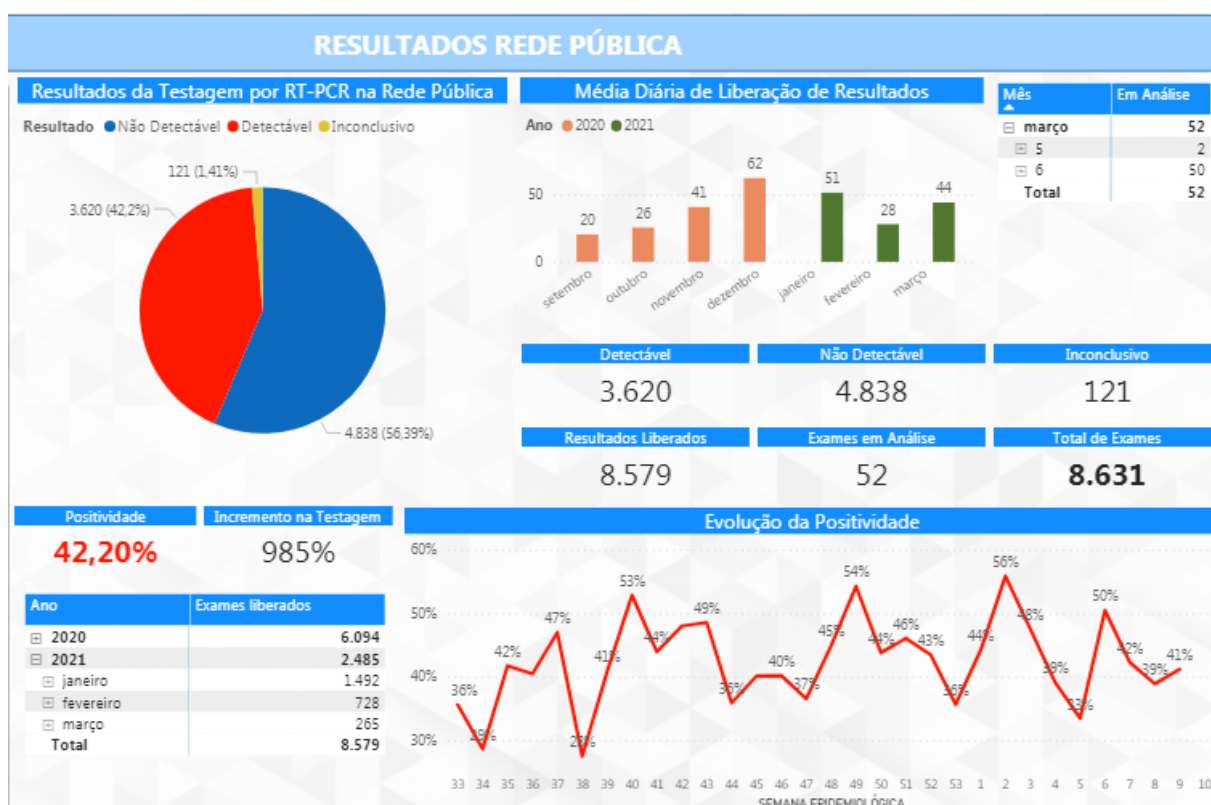 RESULTADOS REDE PÚBLICA
Resultados da Testagem por RT-PCR na Rede Pública
Resultado Não Detectável Detectável Inconclusivo
121 (1,41%)
3.620 (42,2%)
4.838 (56,39%)
Média Diária de Liberação de Resultados
Ano 2020 2021
50
0
20
26
41
62
51
28
44
setembro
outubro
novembro
dezembro
janeiro
fevereiro
março
Mês Em Análise
março 52
5 2
6 50
Total 52
Detectável Não Detectável Inconclusivo
3.620 4.838 121
Resultados Liberados Exames em Análise Total de Exames
8.579 52 8.631
Positividade Incremento na Testagem
42,20% 985%
Ano Exames liberados
2020 6.094
2021 2.485
janeiro 1.492
fevereiro 728
março 265
Total 8.579
Evolução da Positividade
60%
50%
40%
30%
36%
29%
42%
47%
41%
53%
44%
49%
36%
40%
37%
45%
54%
44%
46%
43%
36%
44%
56%
48%
39%
33%
50%
42%
39%
41%
33 34 35 36 37 38 39 40 41 42 43 44 45 46 47 48 49 50 51 52 53 1 2 3 4 5 6 7 8 9 10
SEMANA EPIDEMIOLÓGICA